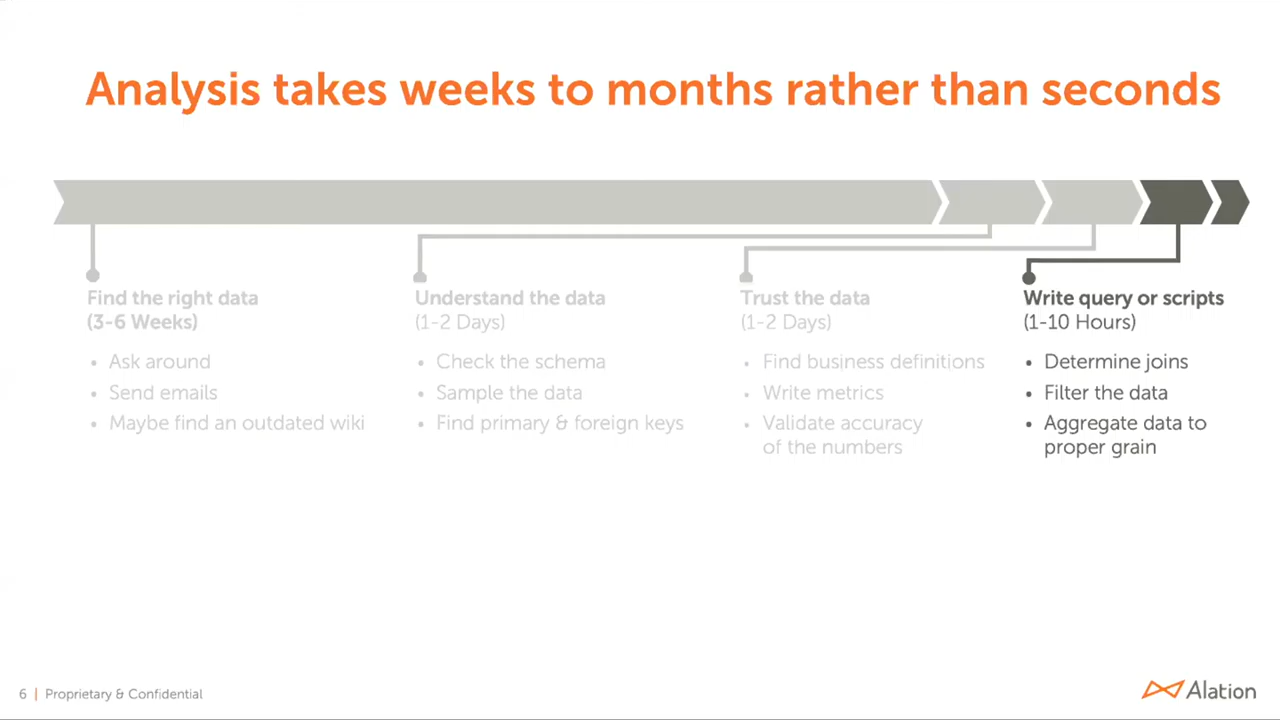 Analysis takes weeks to months rather than seconds
Find the right data
(3-6 Weeks)
• Ask around
• Send emails
• Maybe find an outdated wiki
Understand the data
(1-2 Days)
• Check the schema
• Sample the data
• Find primary & foreign keys
Trust the data
(1-2 Days)
• Find business definitions
• Write metrics
• Validate accuracy
of the numbers
Write query or scripts
(1-10 Hours)
• Determine joins
• Filter the data
• Aggregate data to
proper grain
6 | Proprietary & Confidential
Alation